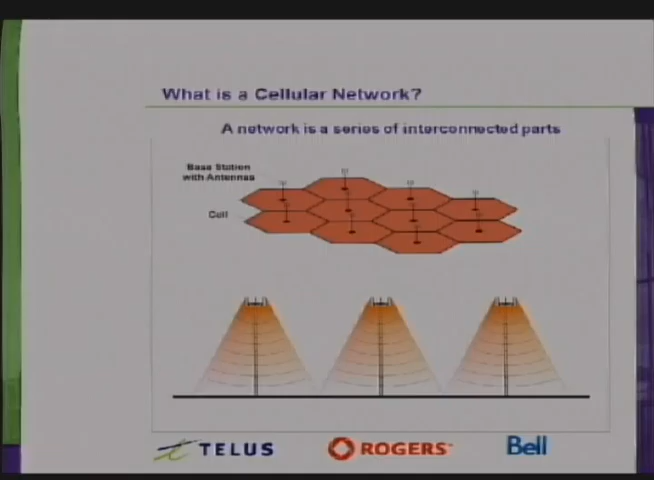 What is a Cellular Network?
A network is a series of interconnected parts
Base Station
with Antennas
Cell
TELUS
ROGERS
Bell